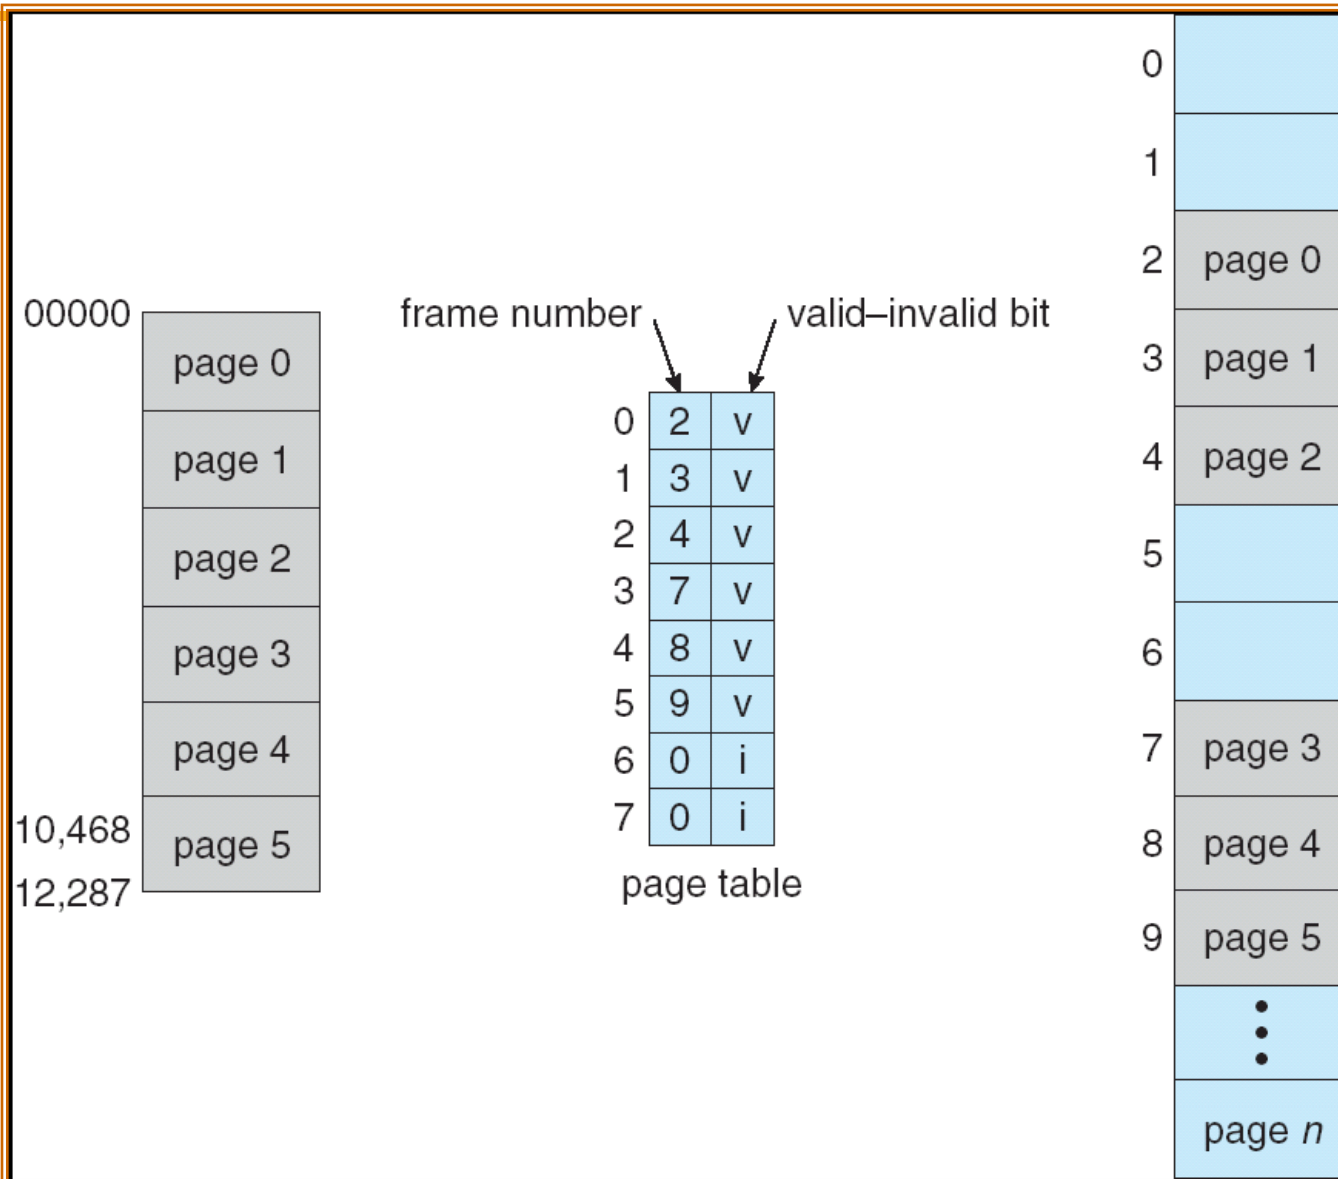 00000
page 0
page 1
page 2
page 3
page 4
10,468
page 5
12,287
frame number
valid–invalid bit
0 2 v
1 3 v
2 4 v
3 7 v
4 8 v
5 9 v
6 0 i
7 0 i
page table
0
1
2 page 0
3 page 1
4 page 2
5
6
7 page 3
8 page 4
9 page 5
page n